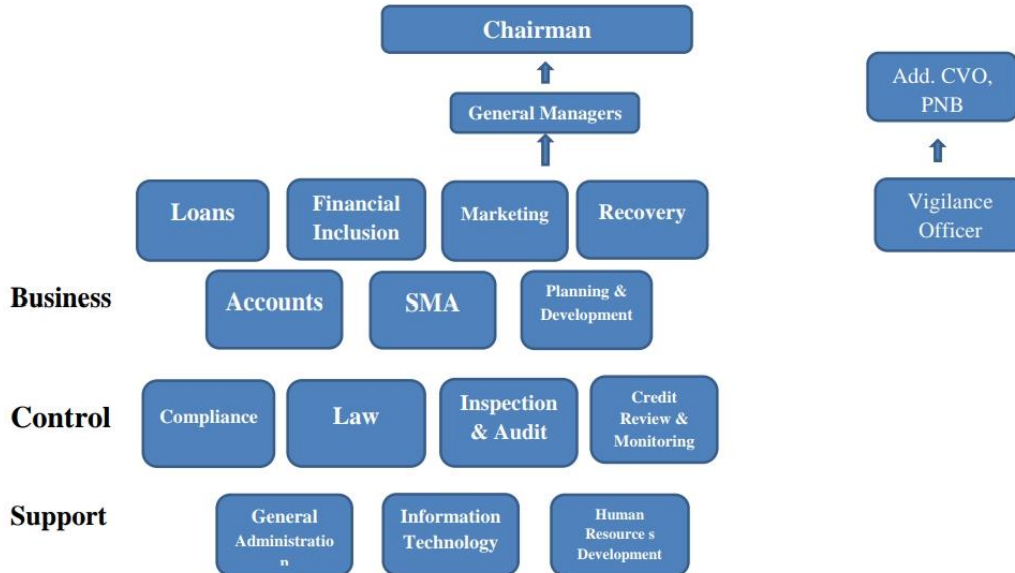 Chairman
Add. CVO,
PNB
General Managers
Vigilance
Officer
Loans
Financial
Inclusion
Marketing
Recovery
Business
Accounts
SMA
Planning &
Development
Control
Compliance
Law
Inspection
& Audit
Credit
Review &
Monitoring
Support
General
Administratio
n
Information
Technology
Human
Resource s
Development